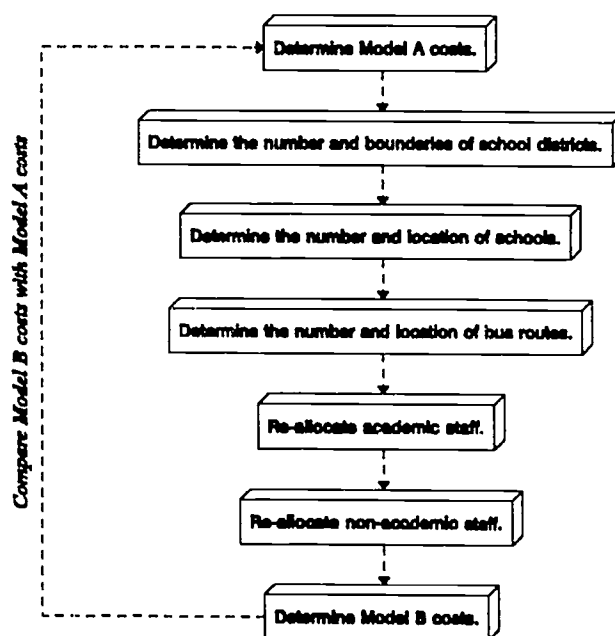 Determine Model A costs.
Determine the number and bounderies of school districts.
Determine the number and location of schools.
Determine the number and location of bus routes.
Re-allocate academic staff.
Re-allocate non-academic staff.
Determine Model B costs.
Compare Model B costs with Model A costs